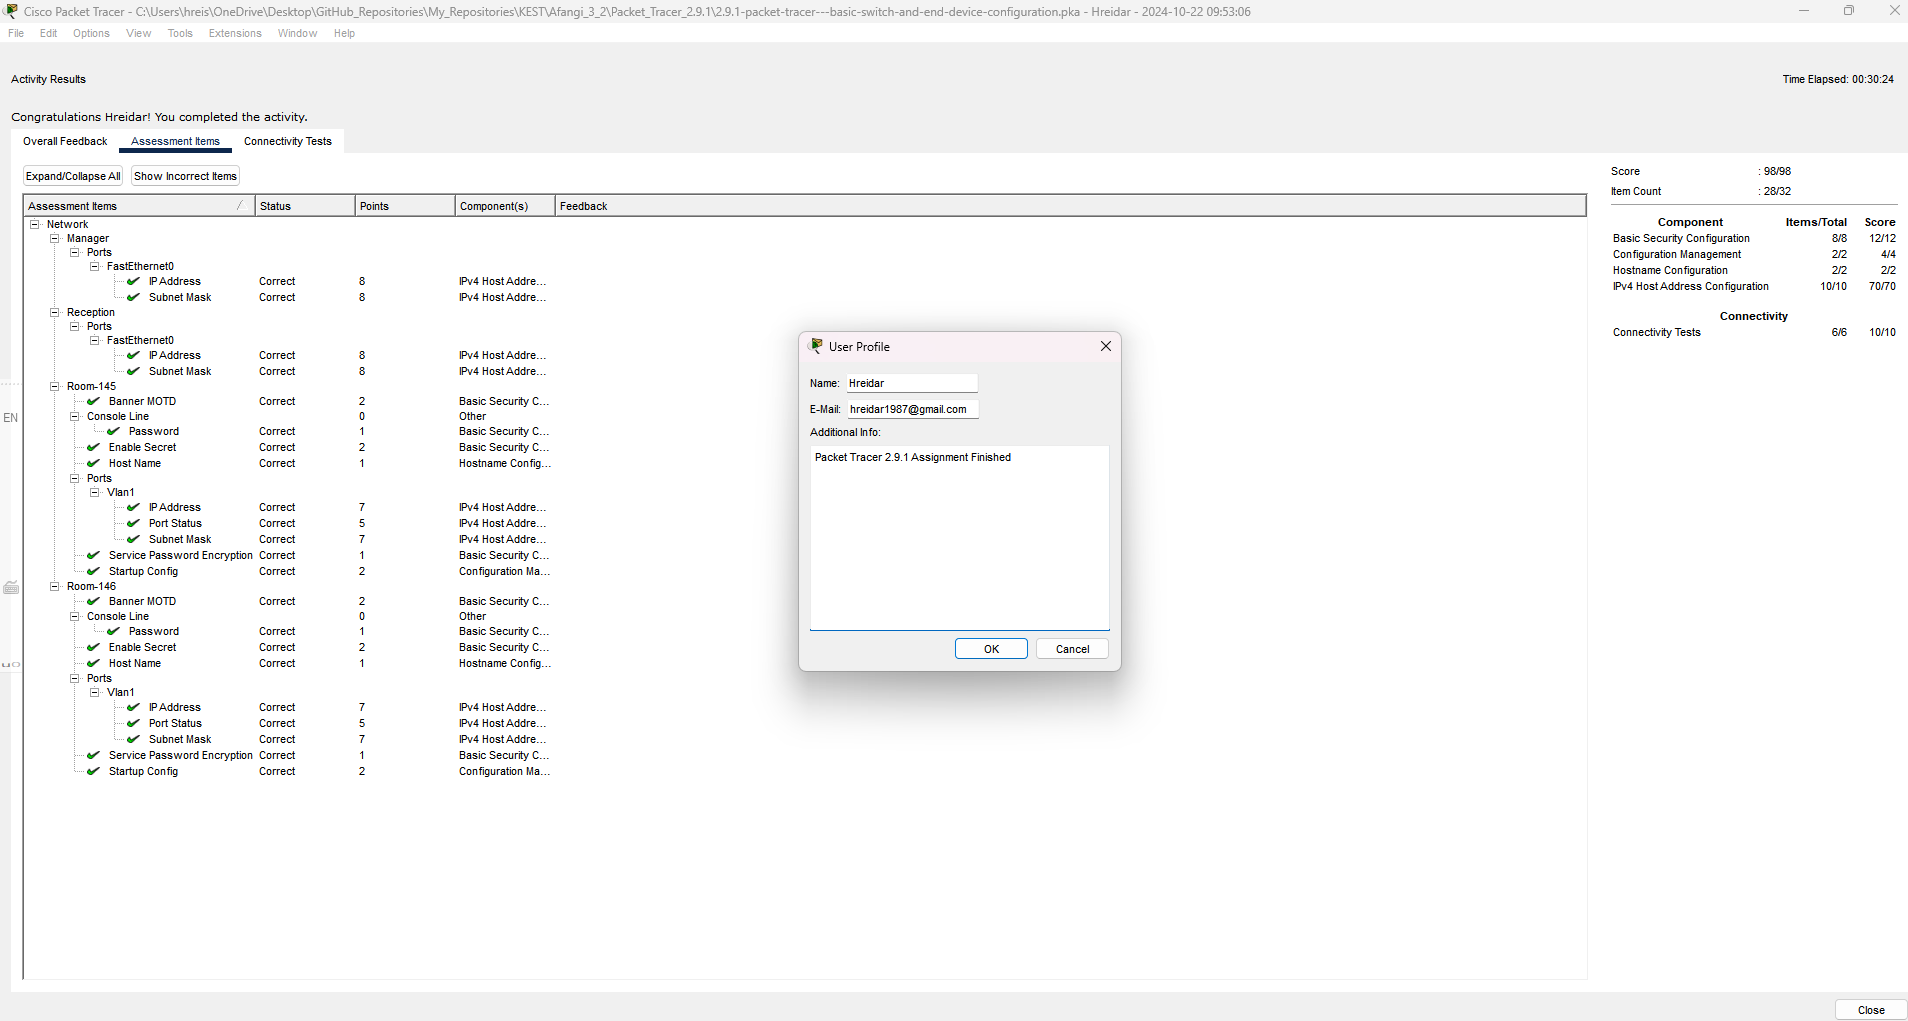 Cisco Packet Tracer - C:\Users\hreis\OneDrive\Desktop\GitHub_Repositories\My_Repositories\KEST\Afangi_3_2\Packet_Tracer_2.9.1\2.9.1-packet-tracer---basic-switch-and-end-device-configuration.pka - Hreidar - 2024-10-22 09:53:06
File Edit Options View Tools Extensions Window Help
Activity Results Time Elapsed: 00:30:24
Congratulations Hreidar! You completed the activity.
Overall Feedback Assessment Items Connectivity Tests
Expand/Collapse All Show Incorrect Items
Assessment Items Status Points Component(s) Feedback
Network
Manager
Ports
FastEthernet0
IP Address Correct 8 IPv4 Host Addre...
Subnet Mask Correct 8 IPv4 Host Addre...
Reception
Ports
FastEthernet0
IP Address Correct 8 IPv4 Host Addre...
Subnet Mask Correct 8 IPv4 Host Addre...
Room-145
Banner MOTD Correct 2 Basic Security C...
Console Line 0 Other
Password Correct 1 Basic Security C...
Enable Secret Correct 2 Basic Security C...
Host Name Correct 1 Hostname Config...
Ports
Vlan1
IP Address Correct 7 IPv4 Host Addre...
Port Status Correct 5 IPv4 Host Addre...
Subnet Mask Correct 7 IPv4 Host Addre...
Service Password Encryption Correct 1 Basic Security C...
Startup Config Correct 2 Configuration Ma...
Room-146
Banner MOTD Correct 2 Basic Security C...
Console Line 0 Other
Password Correct 1 Basic Security C...
Enable Secret Correct 2 Basic Security C...
Host Name Correct 1 Hostname Config...
Ports
Vlan1
IP Address Correct 7 IPv4 Host Addre...
Port Status Correct 5 IPv4 Host Addre...
Subnet Mask Correct 7 IPv4 Host Addre...
Service Password Encryption Correct 1 Basic Security C...
Startup Config Correct 2 Configuration Ma...
EN
User Profile
Name: Hreidar
E-Mail: hreidar1987@gmail.com
Additional Info:
Packet Tracer 2.9.1 Assignment Finished
OK Cancel
Score : 98/98
Item Count : 28/32
Component Items/Total Score
Basic Security Configuration 8/8 12/12
Configuration Management 2/2 4/4
Hostname Configuration 2/2 2/2
IPv4 Host Address Configuration 10/10 70/70
Connectivity
Connectivity Tests 6/6 10/10
Close